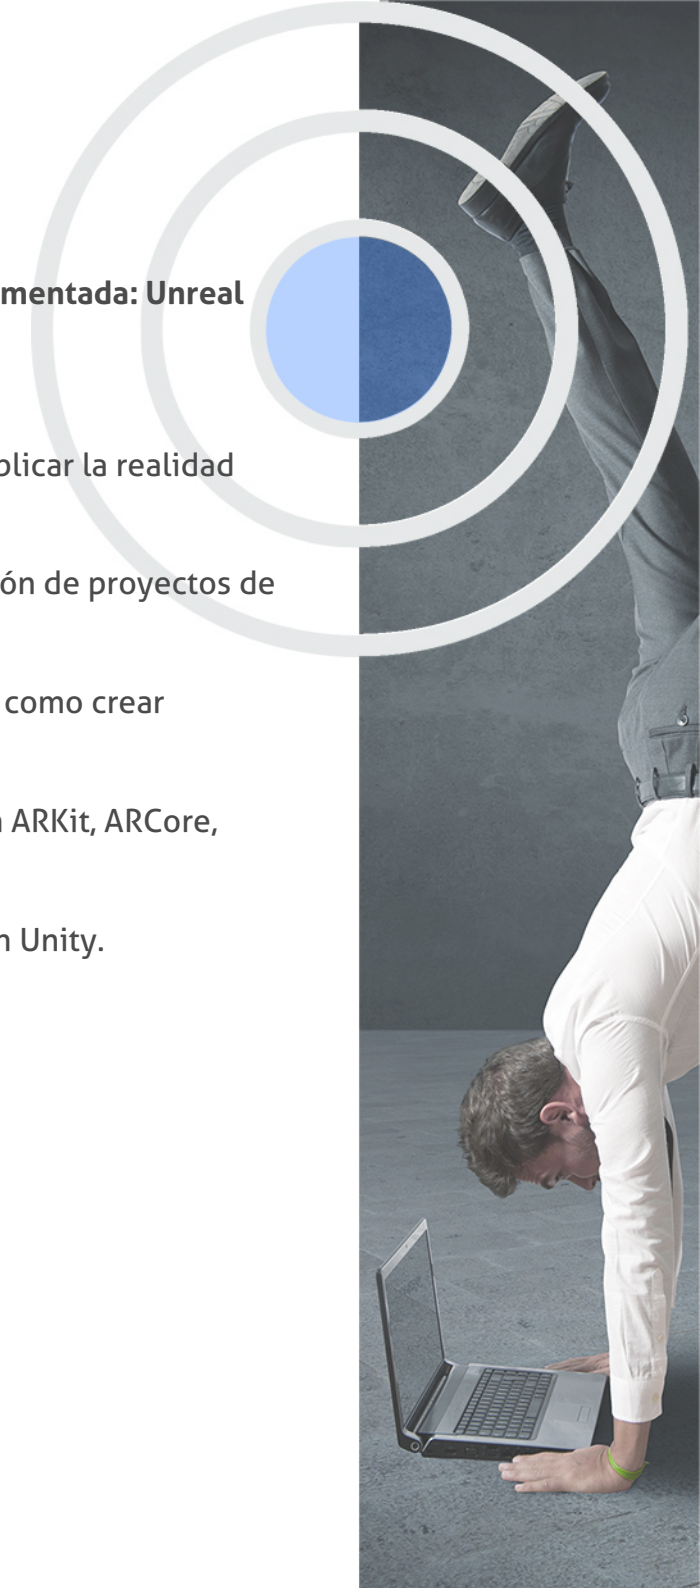 mentada: Unreal
plicar la realidad
ón de proyectos de
como crear
ARKit, ARCore,
Unity.